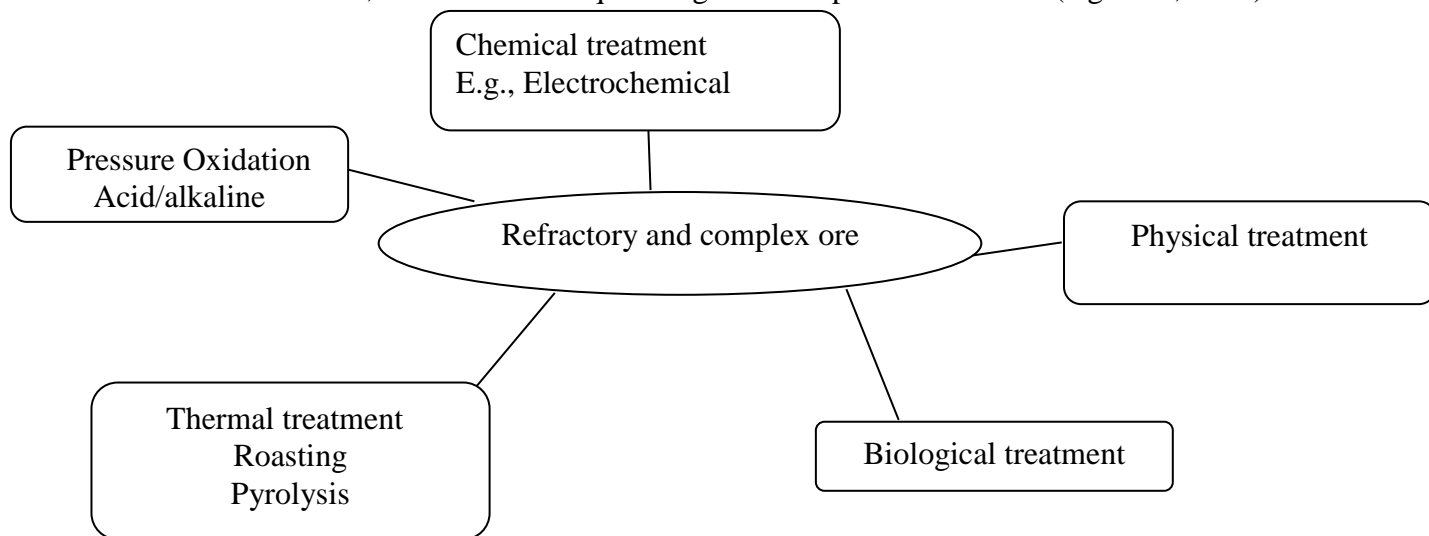 Chemical treatment
E.g., Electrochemical
Pressure Oxidation
Acid/alkaline
Refractory and complex ore
Physical treatment
Thermal treatment
Roasting
Pyrolysis
Biological treatment